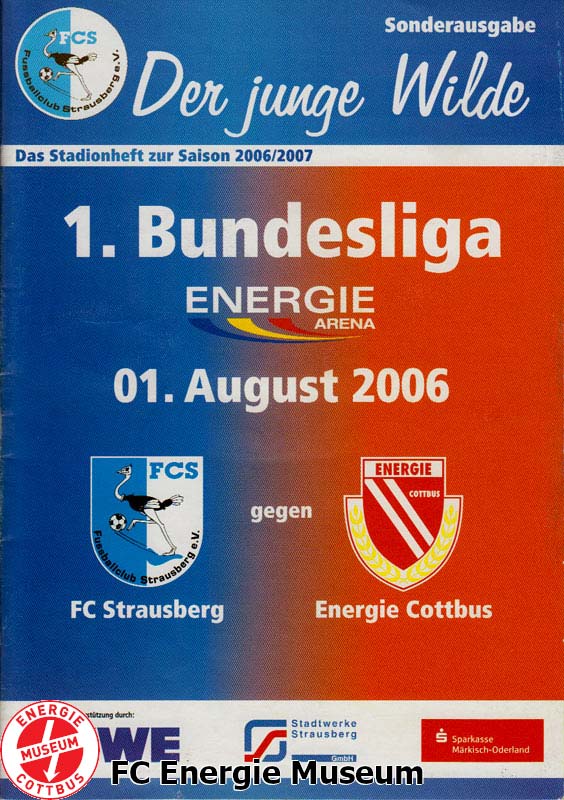 Sonderausgabe
FCS
Fussballclub Strausberg e.V.
Der junge Wilde
Das Stadionheft zur Saison 2006/2007
1. Bundesliga
ENERGIE
ARENA
01. August 2006
FCS
Fussballclub Strausberg e.V.
gegen
ENERGIE
COTTBUS
FC Strausberg
Energie Cottbus
WE
Stadtwerke
Strausberg
GmbH
Sparkasse
Märkisch-Oderland
ENERGIE
MUSEUM
COTTBUS
FC Energie Museum